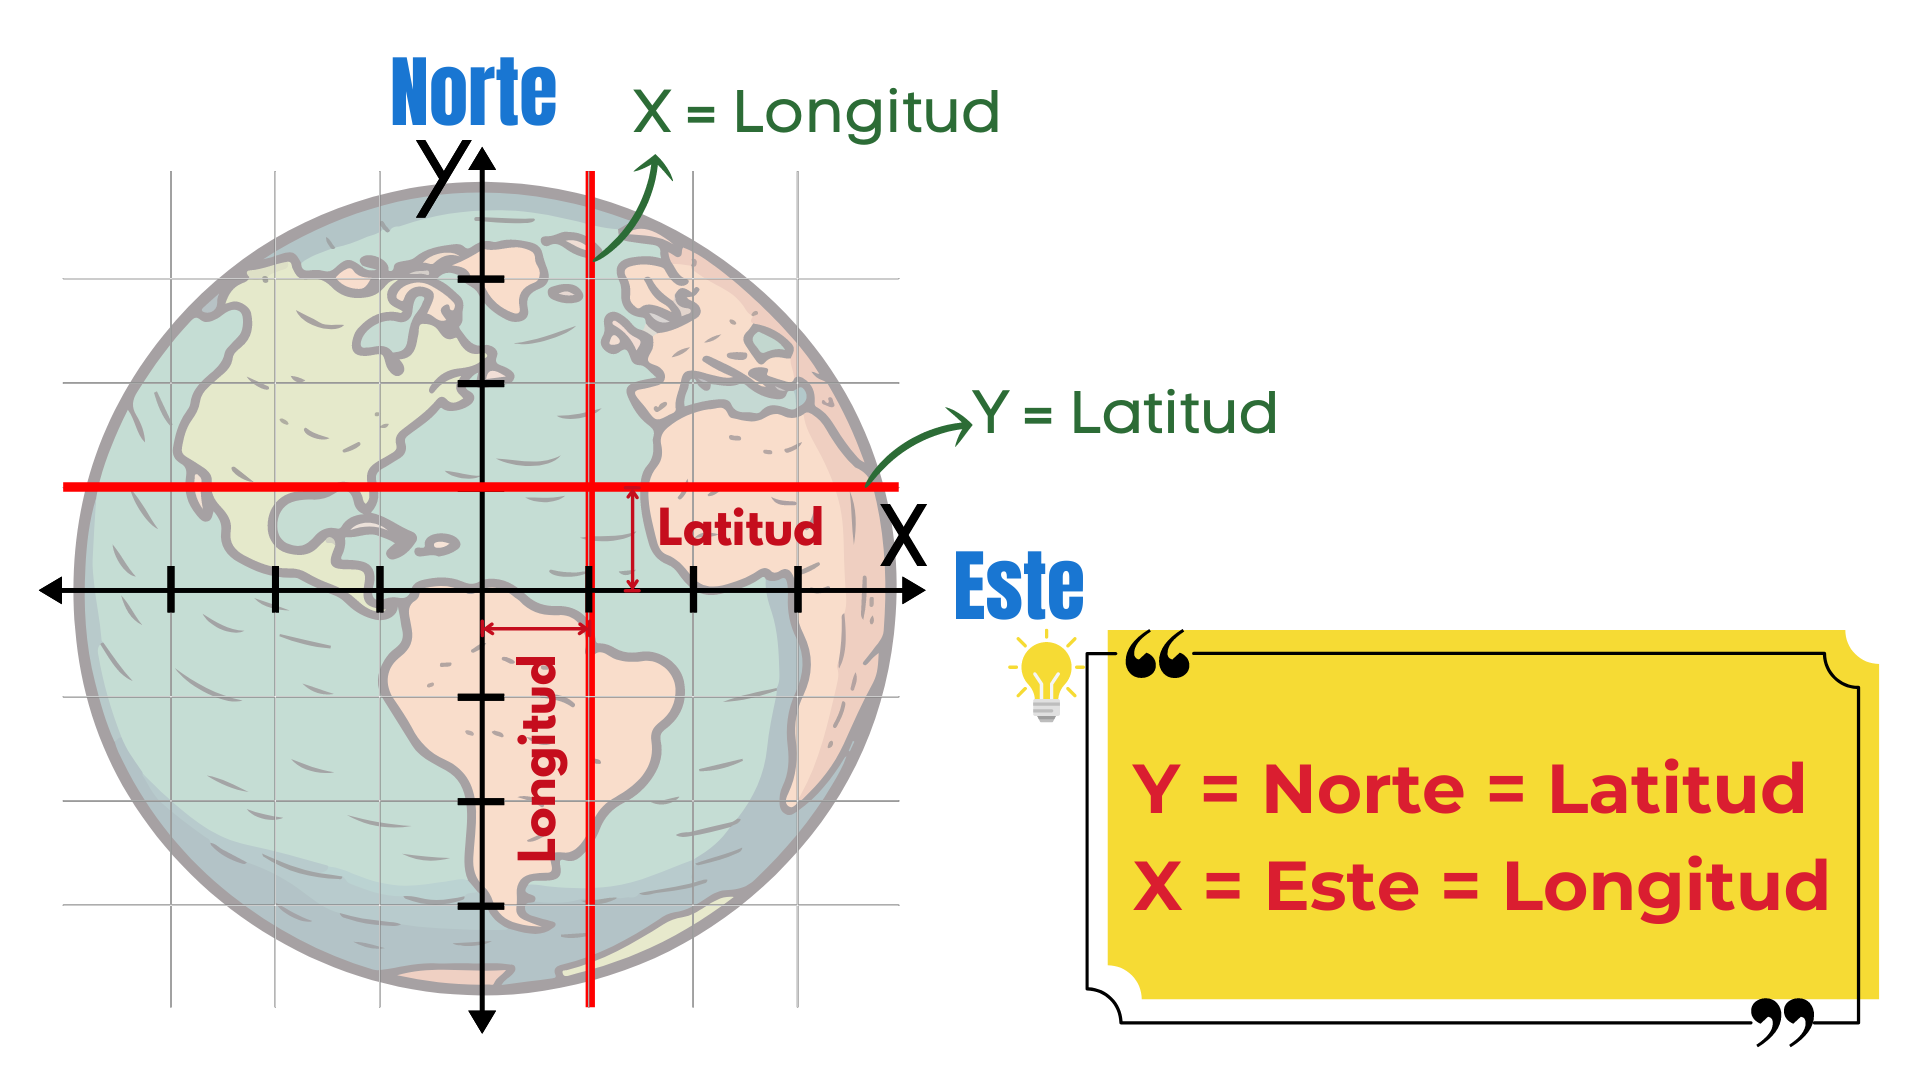 Norte
X = Longitud
Y
Y = Latitud
X
Latitud
Este
Longitud
“
Y = Norte = Latitud
X = Este = Longitud
”